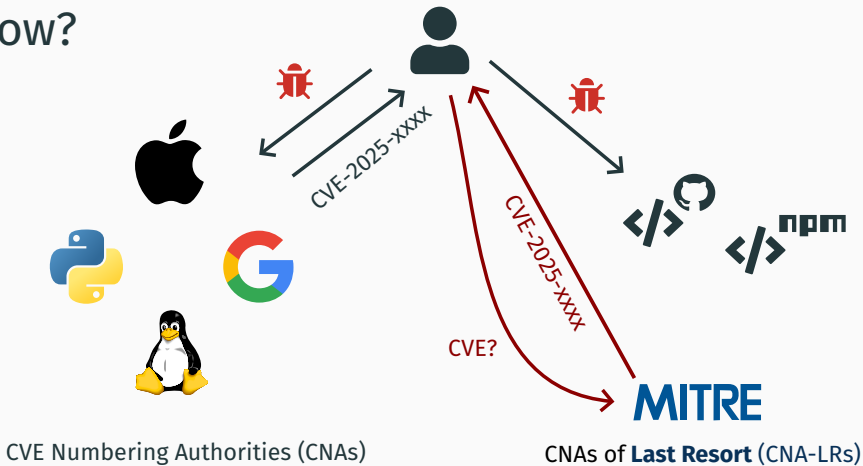 ow?
CVE-2025-xxxx
</> npm
</>
CVE-2025-xxxx
CVE?
MITRE
CVE Numbering Authorities (CNAs)
CNAs of Last Resort (CNA-LRs)